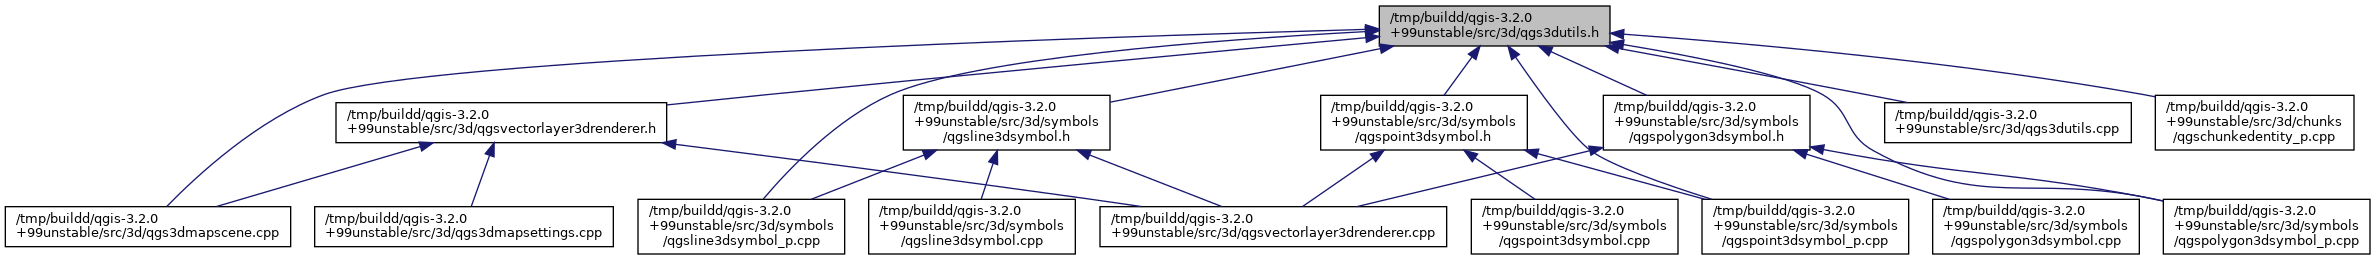 /tmp/buildd/qgis-3.2.0
+99unstable/src/3d/qgs3dutils.h
/tmp/buildd/qgis-3.2.0
+99unstable/src/3d/qgsvectorlayer3drenderer.h
/tmp/buildd/qgis-3.2.0
+99unstable/src/3d/symbols
/qgsline3dsymbol.h
/tmp/buildd/qgis-3.2.0
+99unstable/src/3d/symbols
/qgspoint3dsymbol.h
/tmp/buildd/qgis-3.2.0
+99unstable/src/3d/symbols
/qgspolygon3dsymbol.h
/tmp/buildd/qgis-3.2.0
+99unstable/src/3d/qgs3dutils.cpp
/tmp/buildd/qgis-3.2.0
+99unstable/src/3d/chunks
/qgschunkedentity_p.cpp
/tmp/buildd/qgis-3.2.0
+99unstable/src/3d/qgs3dmapscene.cpp
/tmp/buildd/qgis-3.2.0
+99unstable/src/3d/qgs3dmapsettings.cpp
/tmp/buildd/qgis-3.2.0
+99unstable/src/3d/symbols
/qgsline3dsymbol_p.cpp
/tmp/buildd/qgis-3.2.0
+99unstable/src/3d/symbols
/qgsline3dsymbol.cpp
/tmp/buildd/qgis-3.2.0
+99unstable/src/3d/qgsvectorlayer3drenderer.cpp
/tmp/buildd/qgis-3.2.0
+99unstable/src/3d/symbols
/qgspoint3dsymbol.cpp
/tmp/buildd/qgis-3.2.0
+99unstable/src/3d/symbols
/qgspoint3dsymbol_p.cpp
/tmp/buildd/qgis-3.2.0
+99unstable/src/3d/symbols
/qgspolygon3dsymbol.cpp
/tmp/buildd/qgis-3.2.0
+99unstable/src/3d/symbols
/qgspolygon3dsymbol_p.cpp